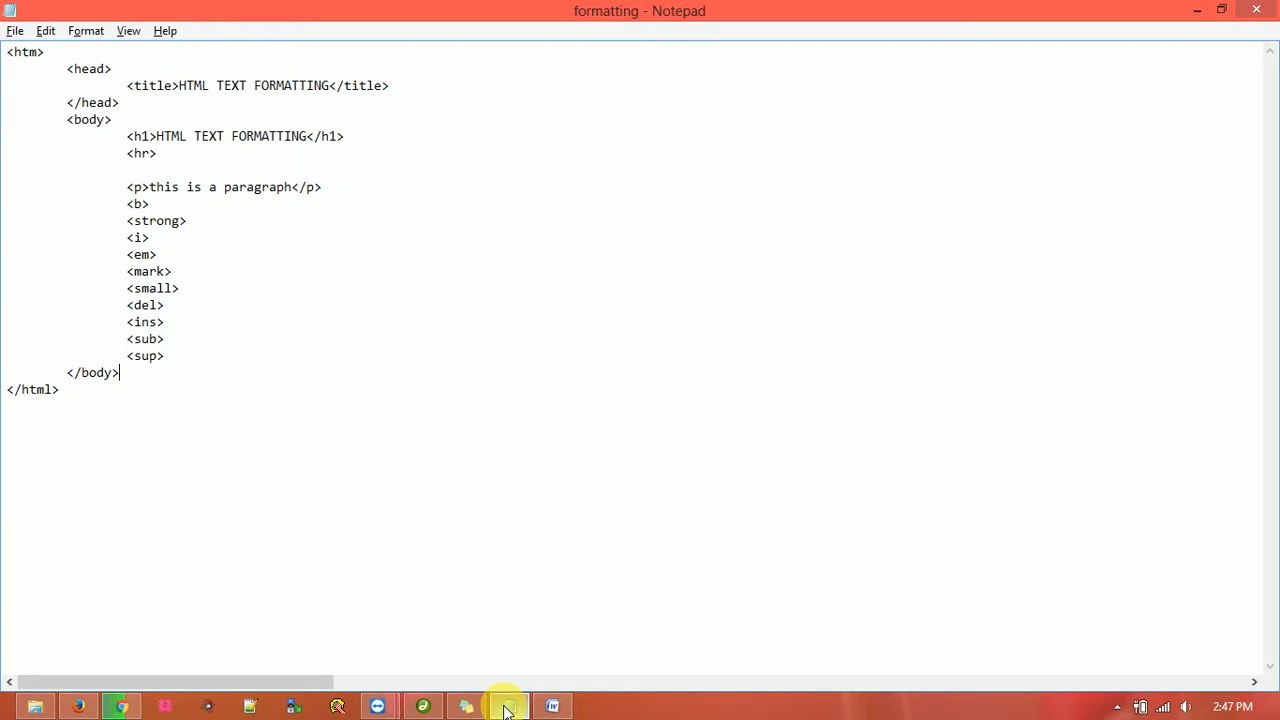 formatting - Notepad
File Edit Format View Help
<htm>
<head>
<title>HTML TEXT FORMATTING</title>
</head>
<body>
<h1>HTML TEXT FORMATTING</h1>
<hr>
<p>this is a paragraph</p>
<b>
<strong>
<i>
<em>
<mark>
<small>
<del>
<ins>
<sub>
<sup>
</body>
</html>
2:47 PM